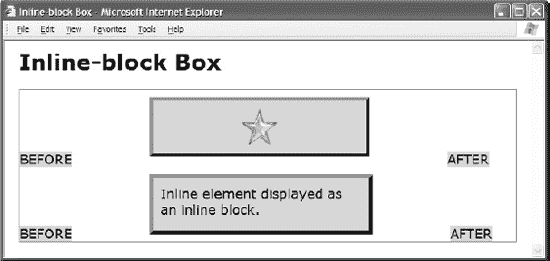 Inline-block Box - Microsoft Internet Explorer
File Edit View Favorites Tools Help
Inline-block Box
BEFORE AFTER
Inline element displayed as
an inline block.
BEFORE AFTER